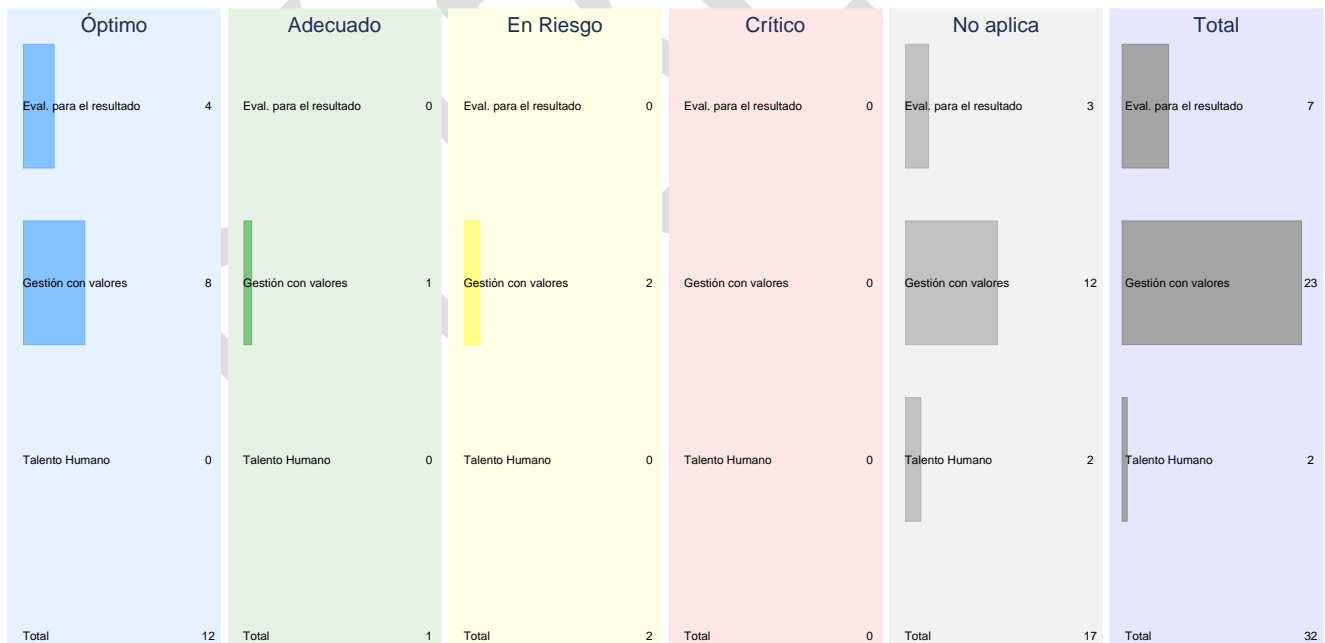 Óptimo Adecuado En Riesgo Crítico No aplica Total
Eval. para el resultado 4 Eval. para el resultado 0 Eval. para el resultado 0 Eval. para el resultado 0 Eval. para el resultado 3 Eval. para el resultado 7
Gestión con valores 8 Gestión con valores 1 Gestión con valores 2 Gestión con valores 0 Gestión con valores 12 Gestión con valores 23
Talento Humano 0 Talento Humano 0 Talento Humano 0 Talento Humano 0 Talento Humano 2 Talento Humano 2
Total 12 Total 1 Total 2 Total 0 Total 17 Total 32